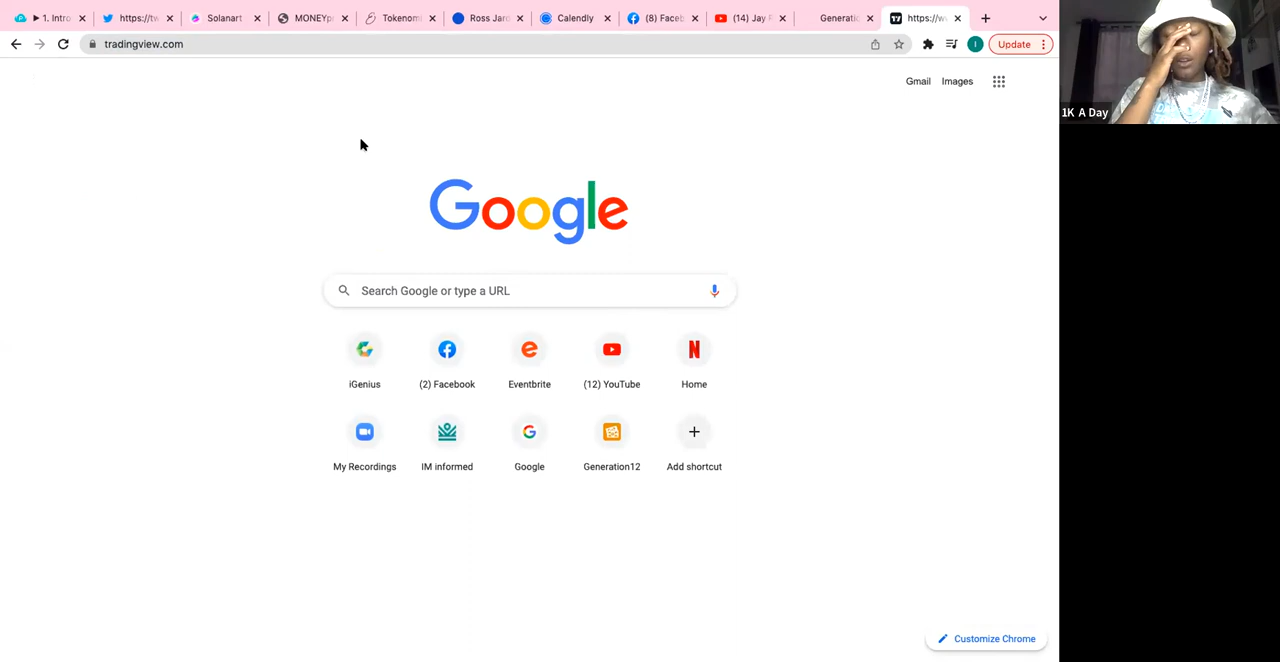 1. Intro
https://tw
Solanart
MONEYp
Tokenom
Ross Jaro
Calendly
(8) Faceb
(14) Jay
Generatio
https://w
tradingview.com
Update
Gmail Images
1K A Day
Google
Search Google or type a URL
iGenius
(2) Facebook
Eventbrite
(12) YouTube
Home
My Recordings
IM informed
Google
Generation12
Add shortcut
Customize Chrome